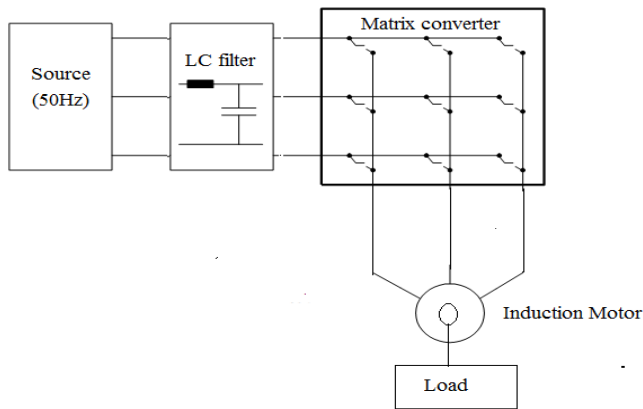 Matrix converter
LC filter
Source
(50Hz)
Induction Motor
Load